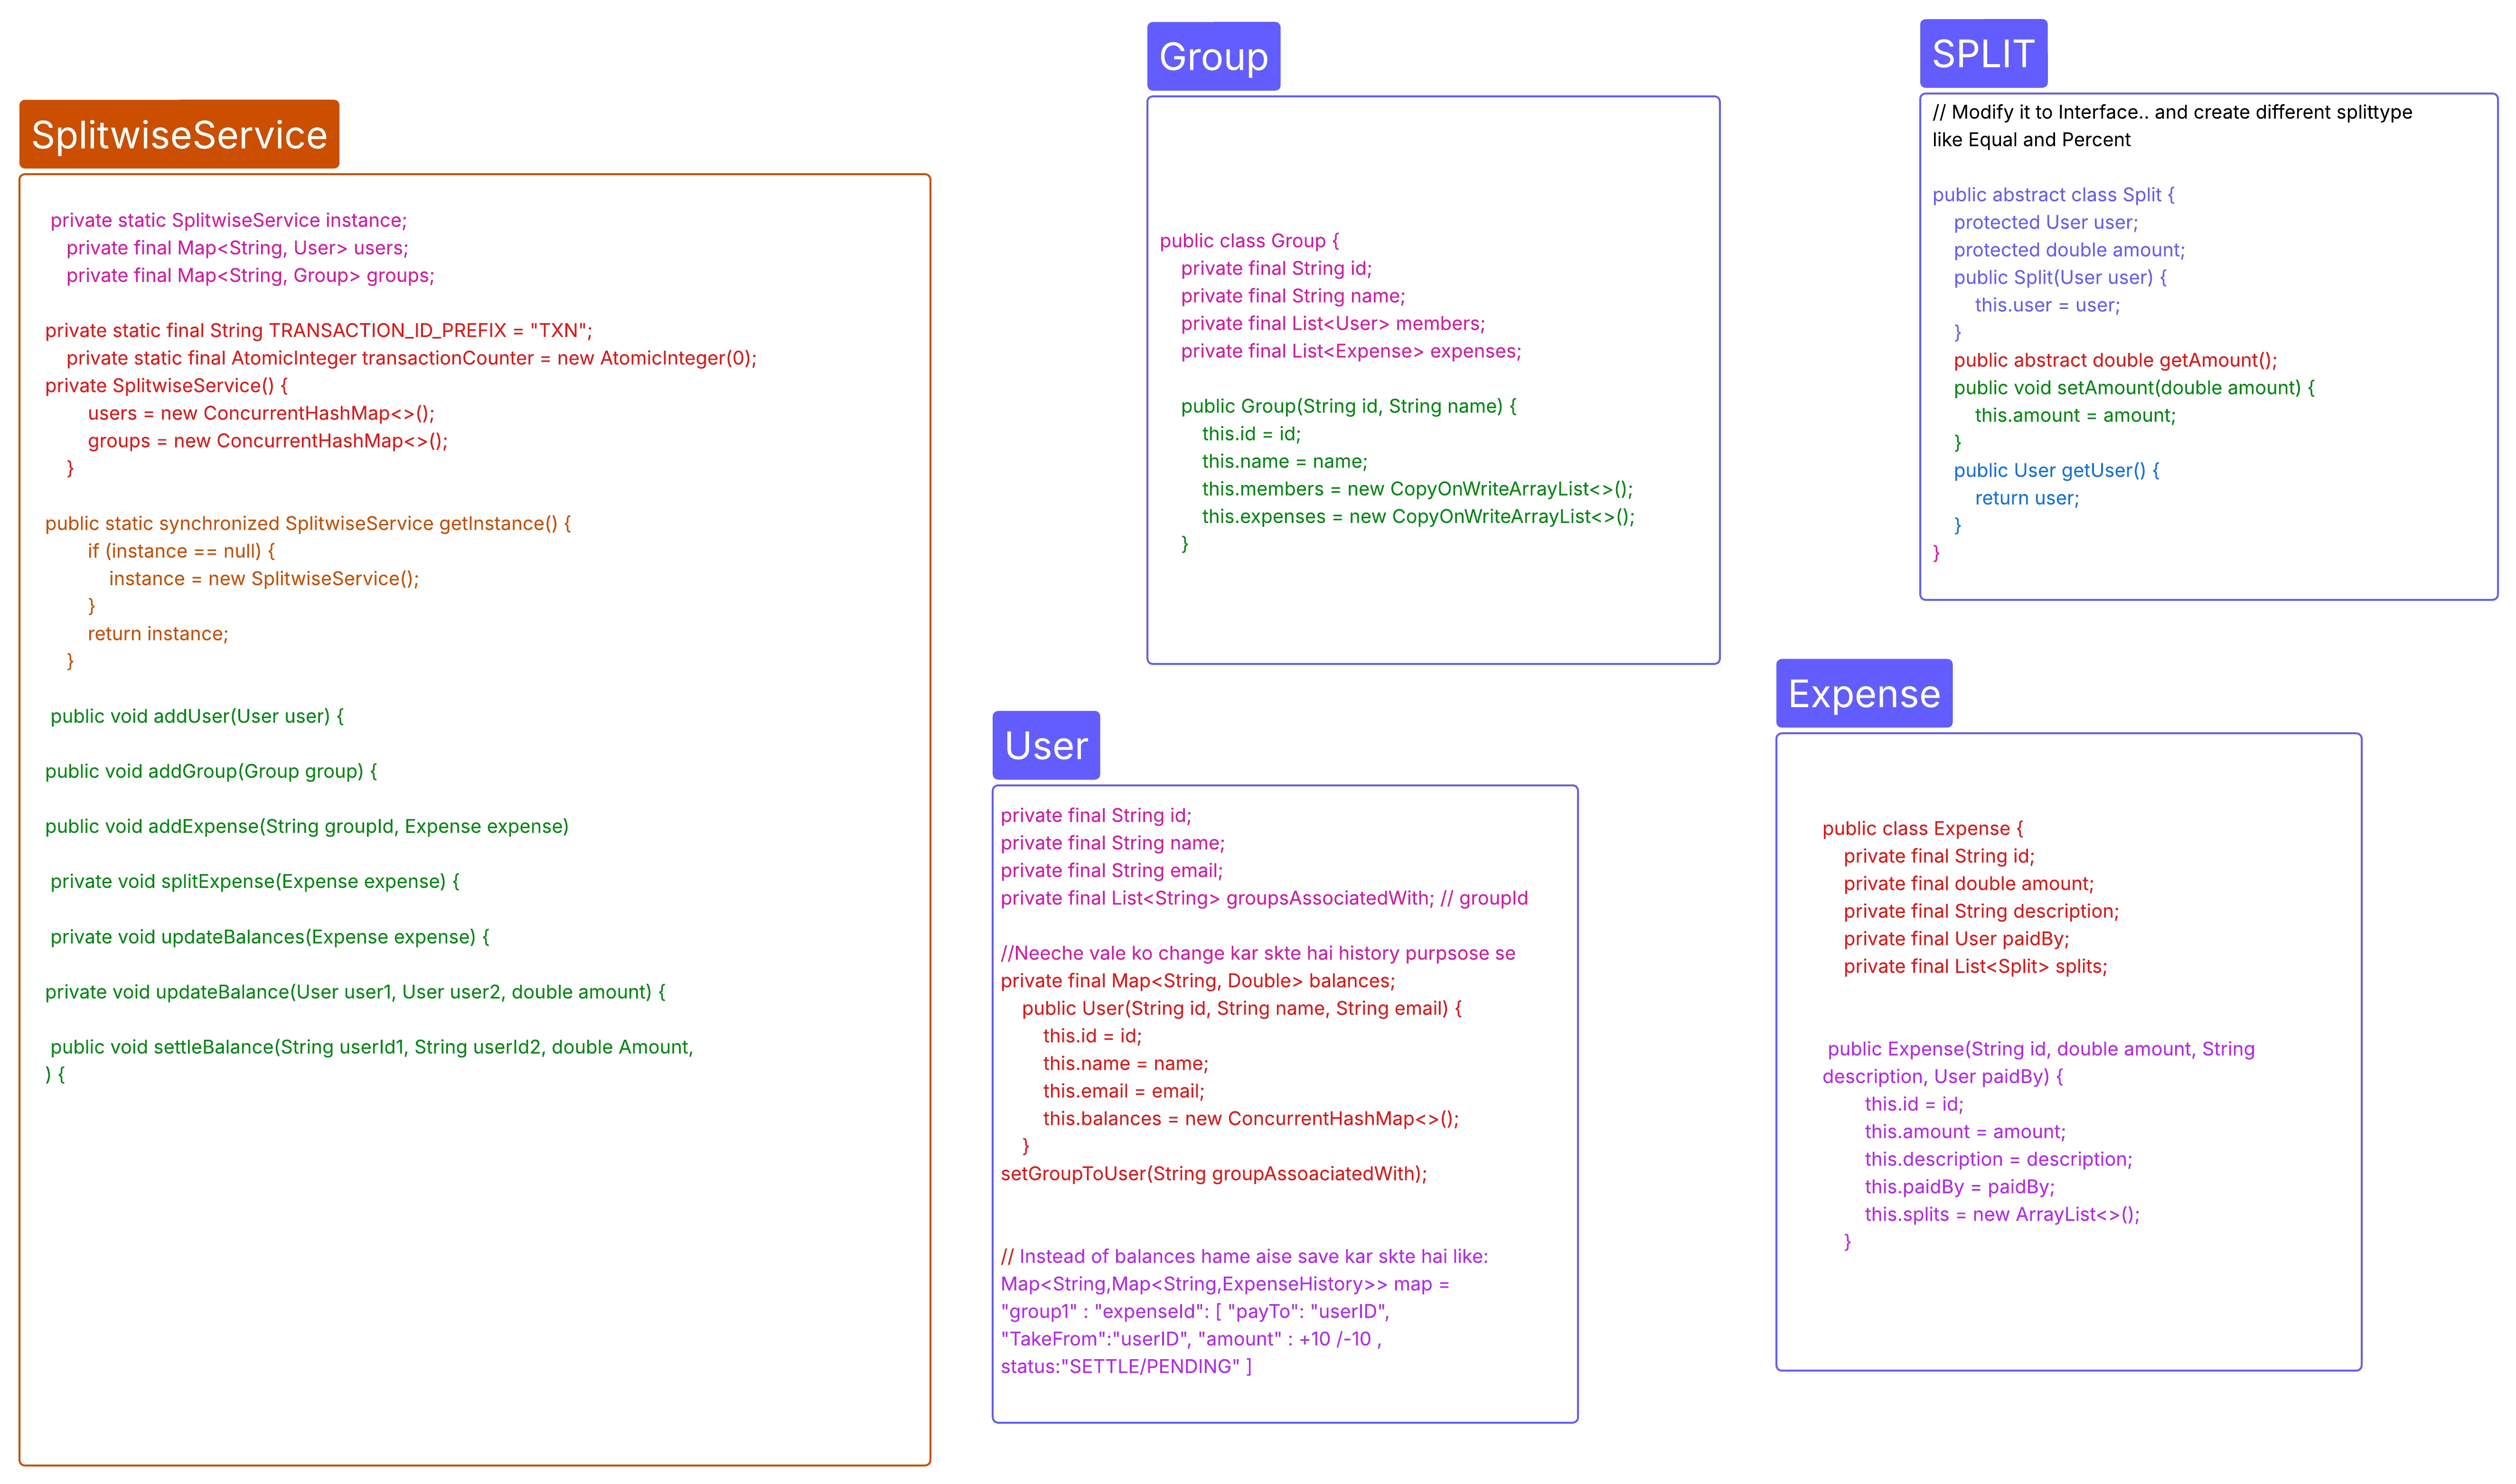 SplitwiseService
private static SplitwiseService instance;
private final Map<String, User> users;
private final Map<String, Group> groups;
private static final String TRANSACTION_ID_PREFIX = "TXN";
private static final AtomicInteger transactionCounter = new AtomicInteger(0);
private SplitwiseService() {
users = new ConcurrentHashMap<>();
groups = new ConcurrentHashMap<>();
}
public static synchronized SplitwiseService getInstance() {
if (instance == null) {
instance = new SplitwiseService();
}
return instance;
}
public void addUser(User user) {
public void addGroup(Group group) {
public void addExpense(String groupId, Expense expense)
private void splitExpense(Expense expense) {
private void updateBalances(Expense expense) {
private void updateBalance(User user1, User user2, double amount) {
public void settleBalance(String userId1, String userId2, double Amount,
) {
Group
public class Group {
private final String id;
private final String name;
private final List<User> members;
private final List<Expense> expenses;
public Group(String id, String name) {
this.id = id;
this.name = name;
this.members = new CopyOnWriteArrayList<>();
this.expenses = new CopyOnWriteArrayList<>();
}
SPLIT
// Modify it to Interface.. and create different splittype
like Equal and Percent
public abstract class Split {
protected User user;
protected double amount;
public Split(User user) {
this.user = user;
}
public abstract double getAmount();
public void setAmount(double amount) {
this.amount = amount;
}
public User getUser() {
return user;
}
}
User
private final String id;
private final String name;
private final String email;
private final List<String> groupsAssociatedWith; // groupId
//Neeche vale ko change kar skte hai history purpsose se
private final Map<String, Double> balances;
public User(String id, String name, String email) {
this.id = id;
this.name = name;
this.email = email;
this.balances = new ConcurrentHashMap<>();
}
setGroupToUser(String groupAssoaciatedWith);
// Instead of balances hame aise save kar skte hai like:
Map<String,Map<String,ExpenseHistory>> map =
"group1" : "expenseId": [ "payTo": "userID",
"TakeFrom":"userID", "amount" : +10 /-10 ,
status:"SETTLE/PENDING" ]
Expense
public class Expense {
private final String id;
private final double amount;
private final String description;
private final User paidBy;
private final List<Split> splits;
public Expense(String id, double amount, String
description, User paidBy) {
this.id = id;
this.amount = amount;
this.description = description;
this.paidBy = paidBy;
this.splits = new ArrayList<>();
}